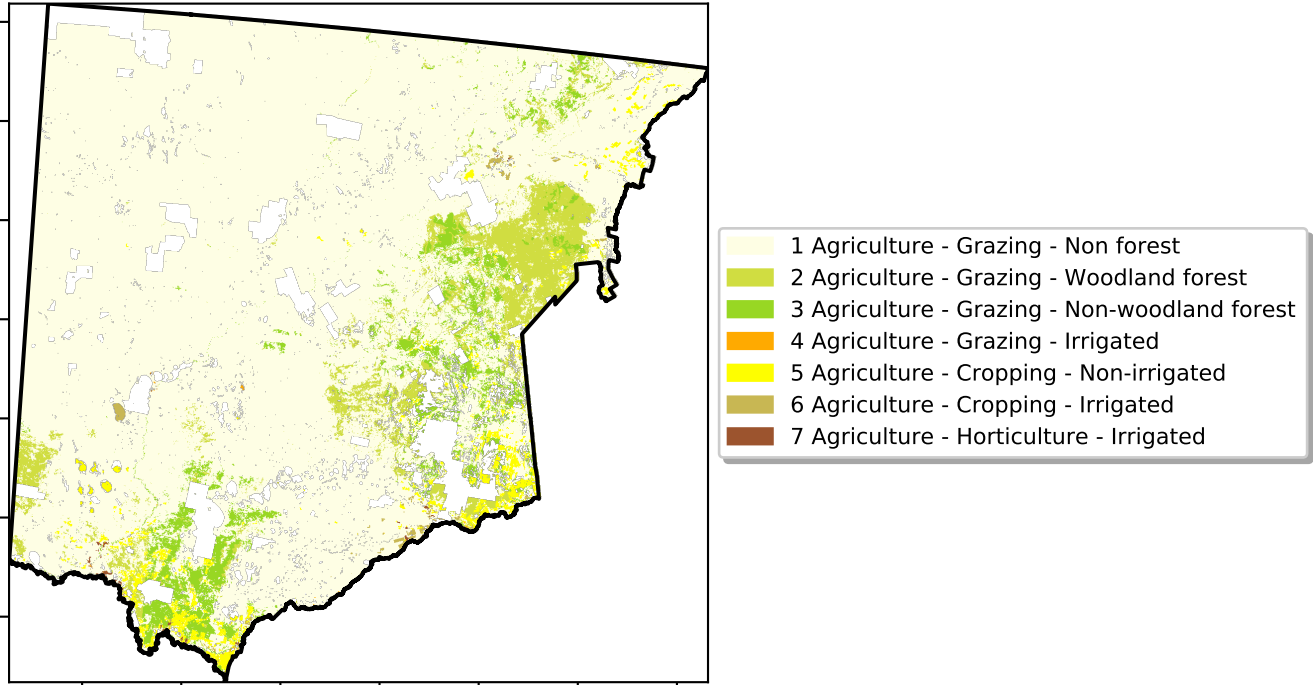 1 Agriculture - Grazing - Non forest
2 Agriculture - Grazing - Woodland forest
3 Agriculture - Grazing - Non-woodland forest
4 Agriculture - Grazing - Irrigated
5 Agriculture - Cropping - Non-irrigated
6 Agriculture - Cropping - Irrigated
7 Agriculture - Horticulture - Irrigated